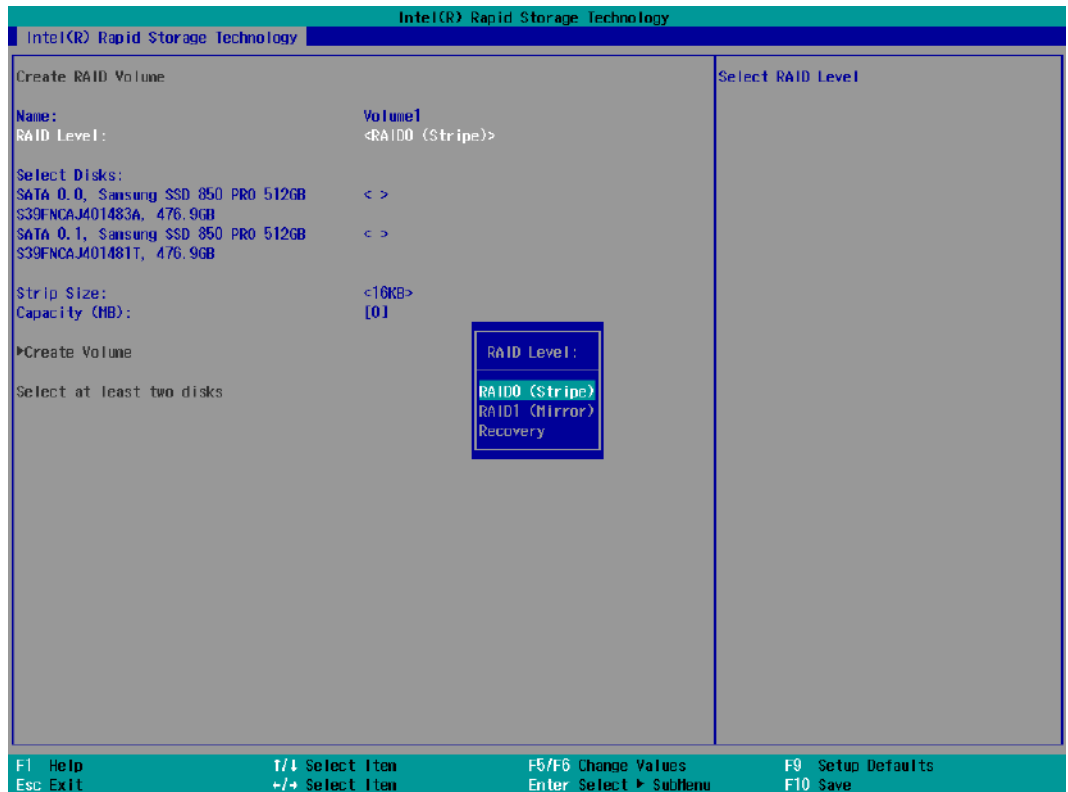 Intel(R) Rapid Storage Technology
Intel(R) Rapid Storage Technology
Create RAID Volume
Select RAID Level
Name: Volume1
RAID Level: <RAID0 (Stripe)>
Select Disks:
SATA 0.0, Samsung SSD 850 PRO 512GB < >
S39FNCAJ401483A, 476.9GB
SATA 0.1, Samsung SSD 850 PRO 512GB < >
S39FNCAJ401481T, 476.9GB
Strip Size: <16KB>
Capacity (MB): [0]
▶Create Volume
Select at least two disks
RAID Level:
RAID0 (Stripe)
RAID1 (Mirror)
Recovery
F1 Help ↑/↓ Select Item F5/F6 Change Values F9 Setup Defaults
Esc Exit ←/→ Select Item Enter Select ▶ SubMenu F10 Save